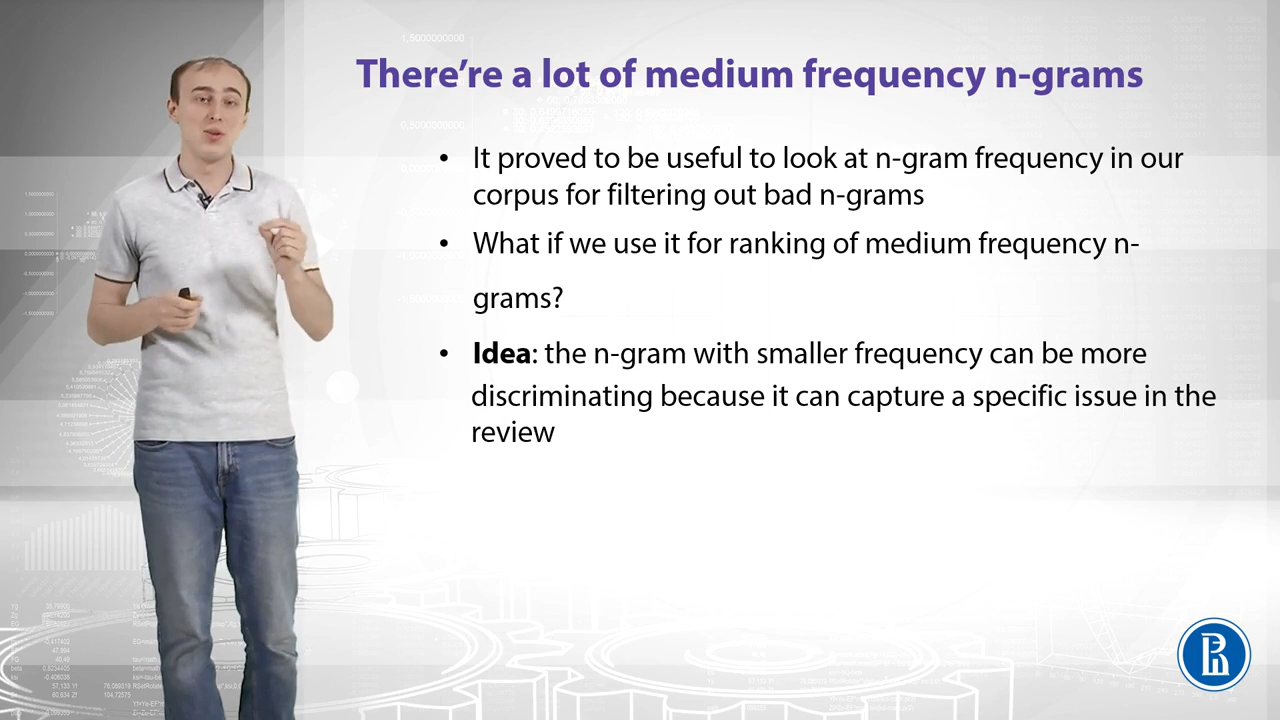 There’re a lot of medium frequency n-grams
• It proved to be useful to look at n-gram frequency in our
corpus for filtering out bad n-grams
• What if we use it for ranking of medium frequency n-
grams?
• Idea: the n-gram with smaller frequency can be more
discriminating because it can capture a specific issue in the
review